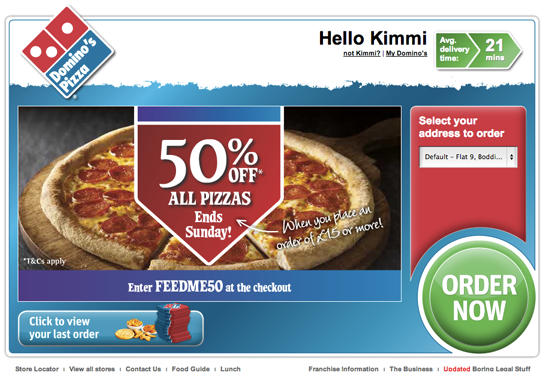 Domino's
Pizza
Hello Kimmi
not Kimmi? | My Domino's
Avg.
delivery
time:
21
mins
50%
OFF*
ALL PIZZAS
Ends
Sunday!
When you place an
order of £15 or more!
*T&Cs apply
Enter FEEDME50 at the checkout
Select your
address to order
Default – Flat 9, Boddi...
ORDER
NOW
Click to view
your last order
Store Locator | View all stores | Contact Us | Food Guide | Lunch
Franchise Information | The Business | Updated Boring Legal Stuff